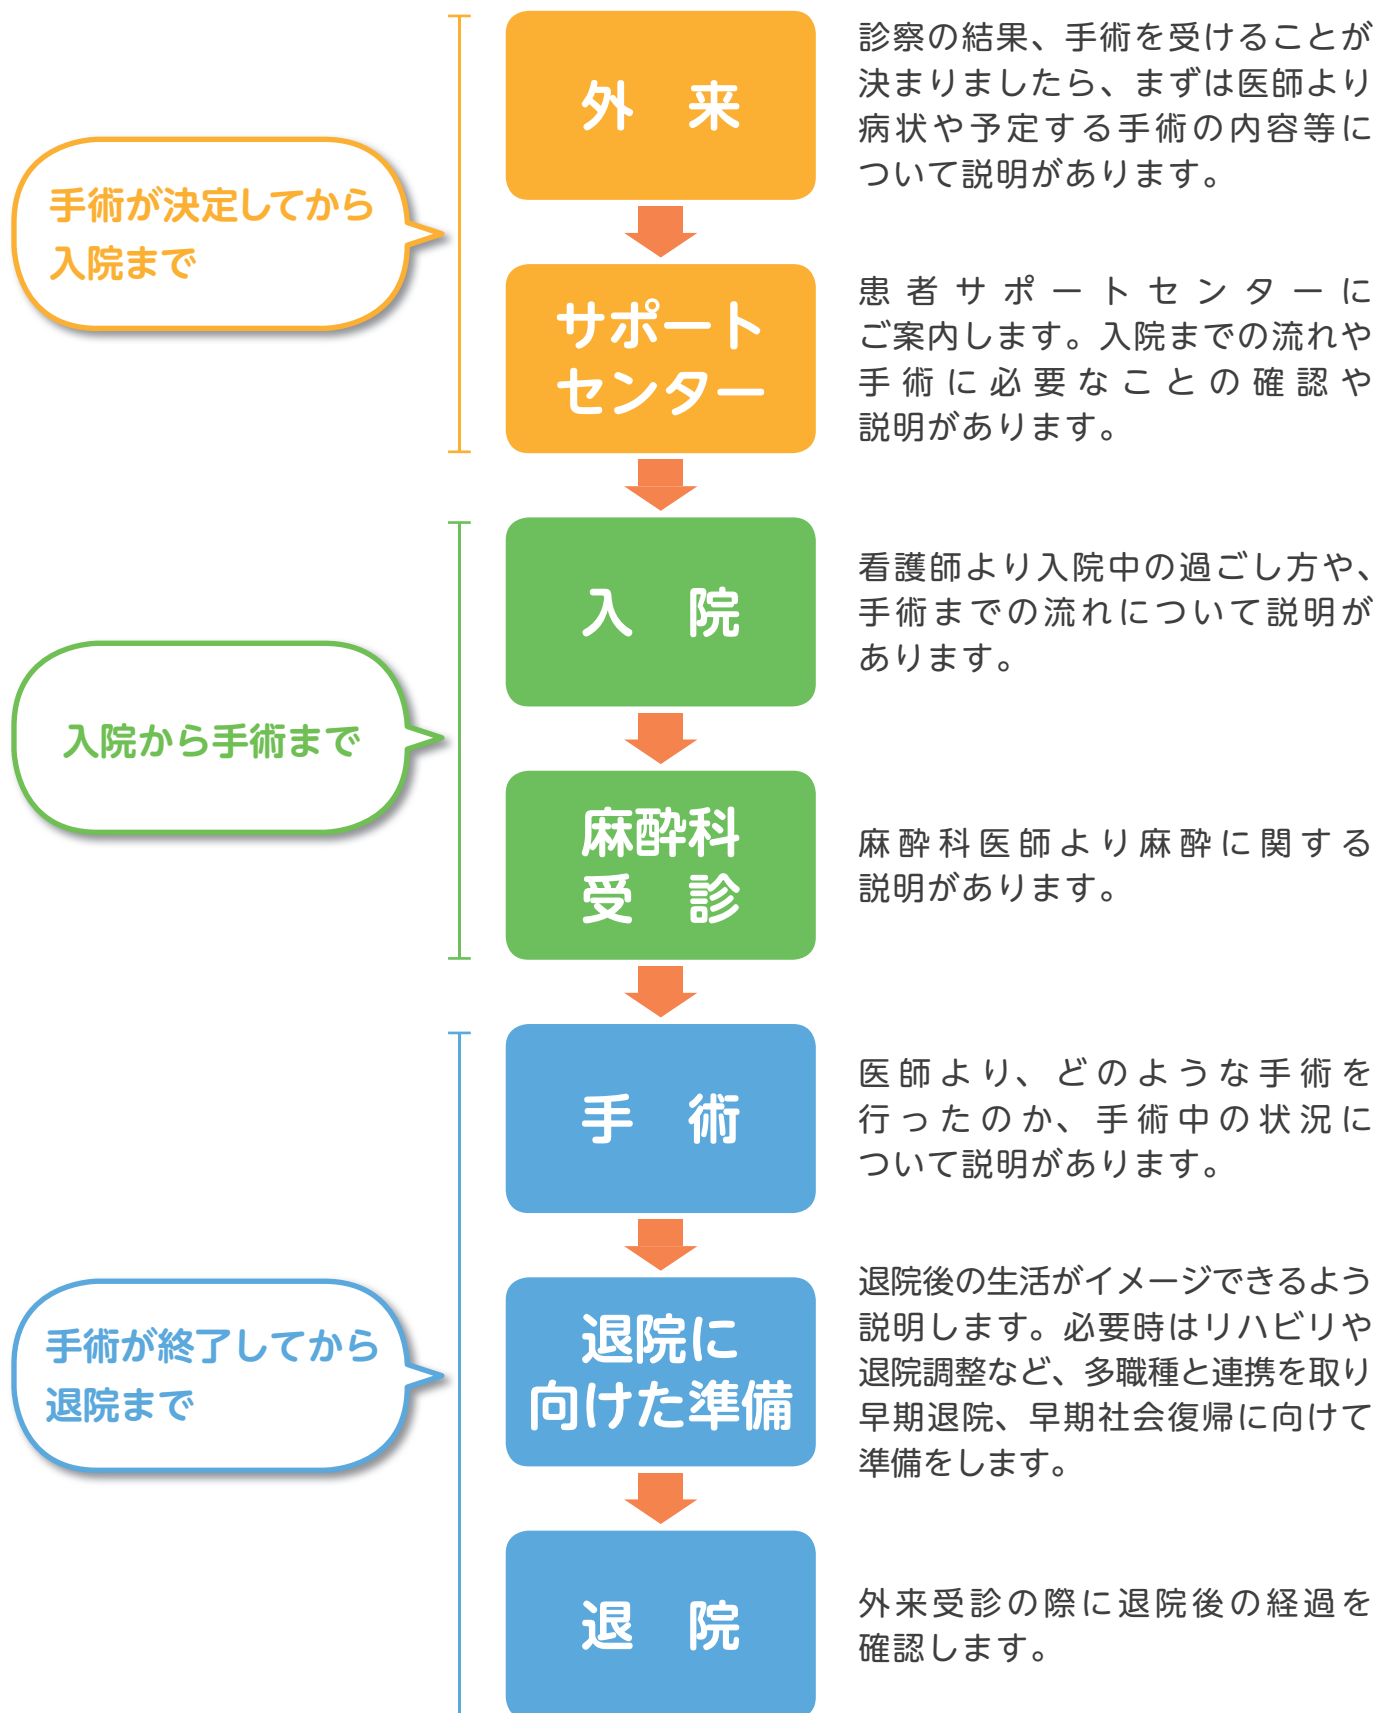 外　来
診察の結果、手術を受けることが
決まりましたら、まずは医師より
病状や予定する手術の内容等に
ついて説明があります。
手術が決定してから
入院まで
サポート
センター
患者サポートセンターに
ご案内します。入院までの流れや
手術に必要なことの確認や
説明があります。
入　院
看護師より入院中の過ごし方や、
手術までの流れについて説明が
あります。
入院から手術まで
麻酔科
受　診
麻酔科医師より麻酔に関する
説明があります。
手　術
医師より、どのような手術を
行ったのか、手術中の状況に
ついて説明があります。
手術が終了してから
退院まで
退院に
向けた準備
退院後の生活がイメージできるよう
説明します。必要時はリハビリや
退院調整など、多職種と連携を取り
早期退院、早期社会復帰に向けて
準備をします。
退　院
外来受診の際に退院後の経過を
確認します。